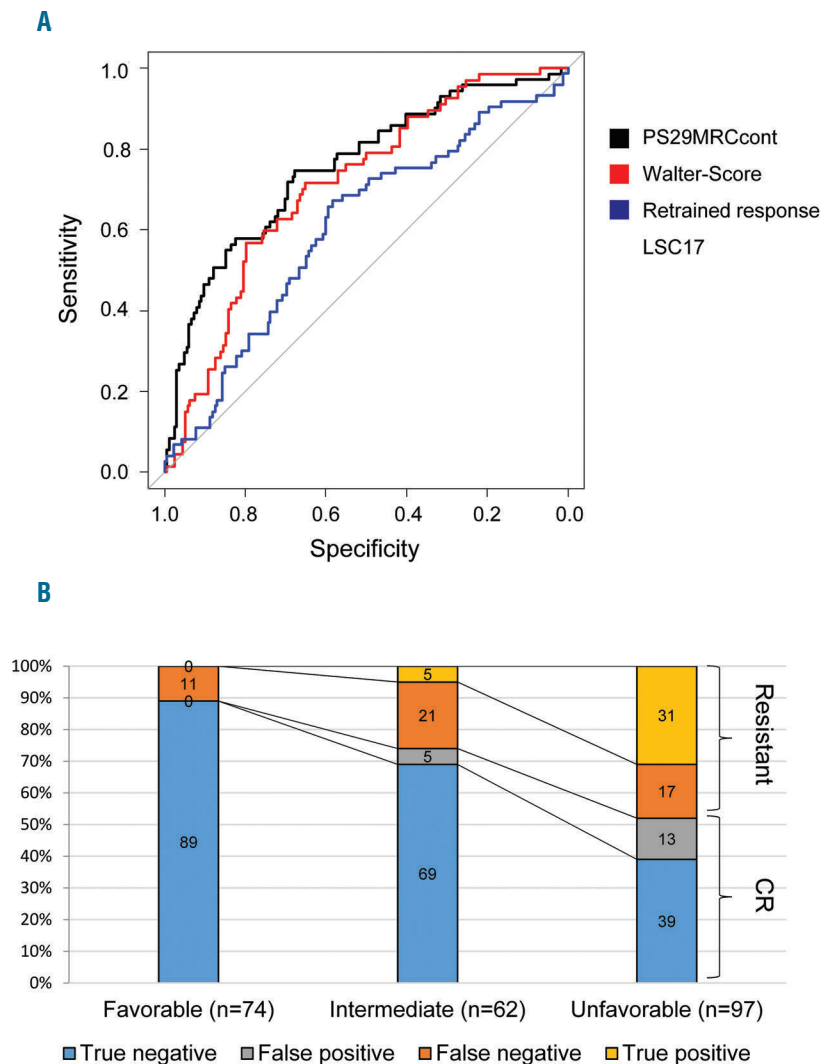 A
1.0
0.8
0.6
0.4
0.2
0.0
Sensitivity
1.0 0.8 0.6 0.4 0.2 0.0
Specificity
PS29MRCcont
Walter-Score
Retrained response
LSC17
B
100%
90%
80%
70%
60%
50%
40%
30%
20%
10%
0%
0
11
0
89
5
21
5
69
31
17
13
39
Resistant
CR
Favorable (n=74) Intermediate (n=62) Unfavorable (n=97)
True negative False positive False negative True positive